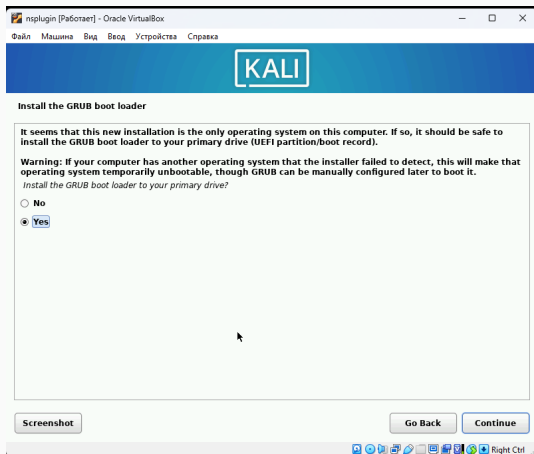 nsplugin [Работает] - Oracle VirtualBox
Файл Машина Вид Ввод Устройства Справка
KALI
Install the GRUB boot loader
It seems that this new installation is the only operating system on this computer. If so, it should be safe to
install the GRUB boot loader to your primary drive (UEFI partition/boot record).
Warning: If your computer has another operating system that the installer failed to detect, this will make that
operating system temporarily unbootable, though GRUB can be manually configured later to boot it.
Install the GRUB boot loader to your primary drive?
No
Yes
Screenshot Go Back Continue
Right Ctrl